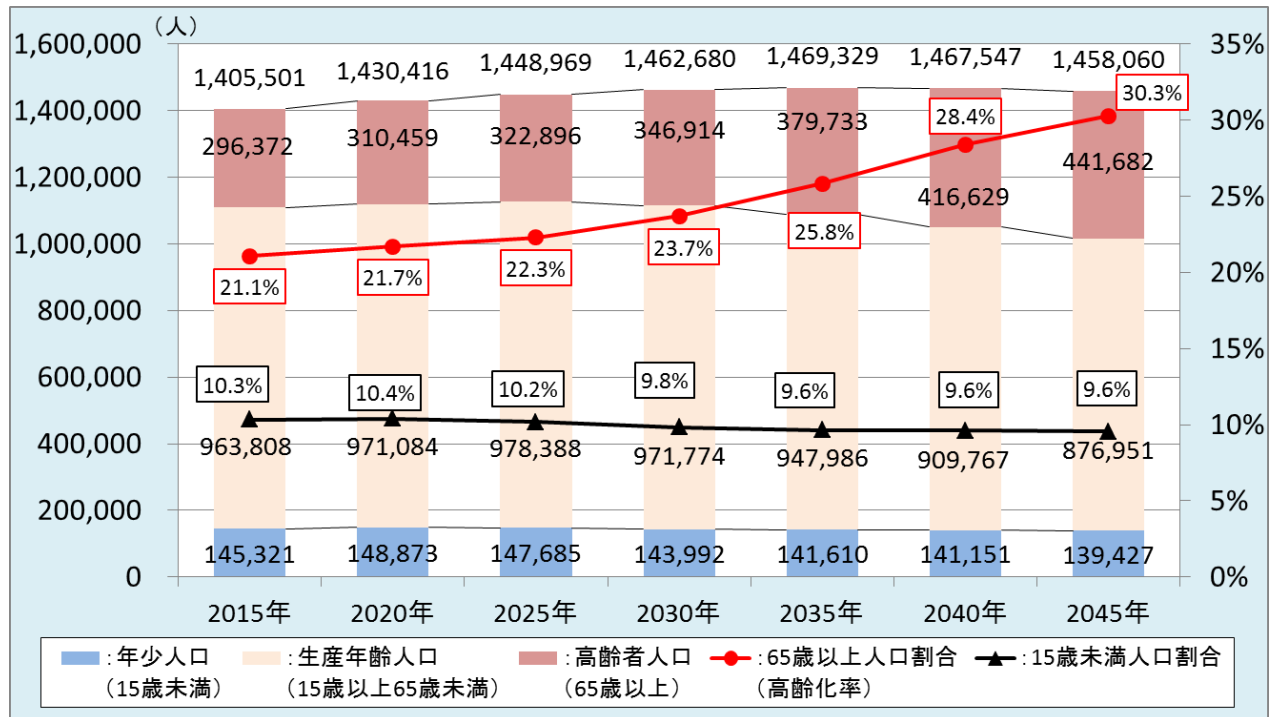 （人）
1,600,000
1,400,000
1,200,000
1,000,000
800,000
600,000
400,000
200,000
0
35%
30%
25%
20%
15%
10%
5%
0%
1,405,501 1,430,416 1,448,969 1,462,680 1,469,329 1,467,547 1,458,060
296,372 310,459 322,896 346,914 379,733 416,629 441,682
21.1% 21.7% 22.3% 23.7% 25.8% 28.4% 30.3%
10.3% 10.4% 10.2% 9.8% 9.6% 9.6% 9.6%
963,808 971,084 978,388 971,774 947,986 909,767 876,951
145,321 148,873 147,685 143,992 141,610 141,151 139,427
2015年 2020年 2025年 2030年 2035年 2040年 2045年
：年少人口
（15歳未満）
：生産年齢人口
（15歳以上65歳未満）
：高齢者人口
（65歳以上）
：65歳以上人口割合
（高齢化率）
：15歳未満人口割合